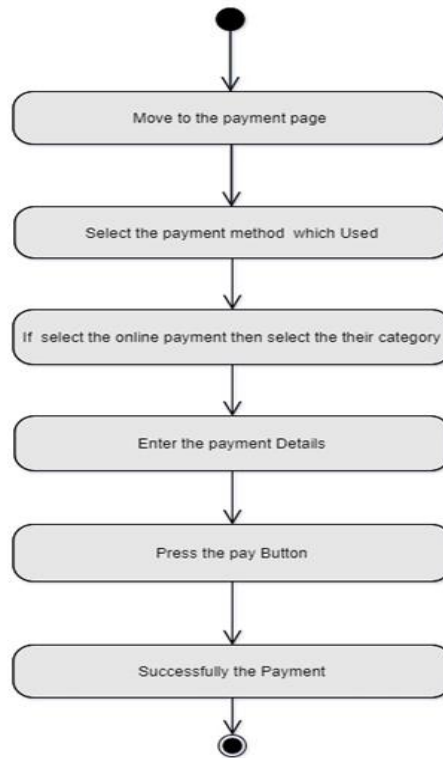 Move to the payment page
Select the payment method which Used
If select the online payment then select the their category
Enter the payment Details
Press the pay Button
Successfully the Payment